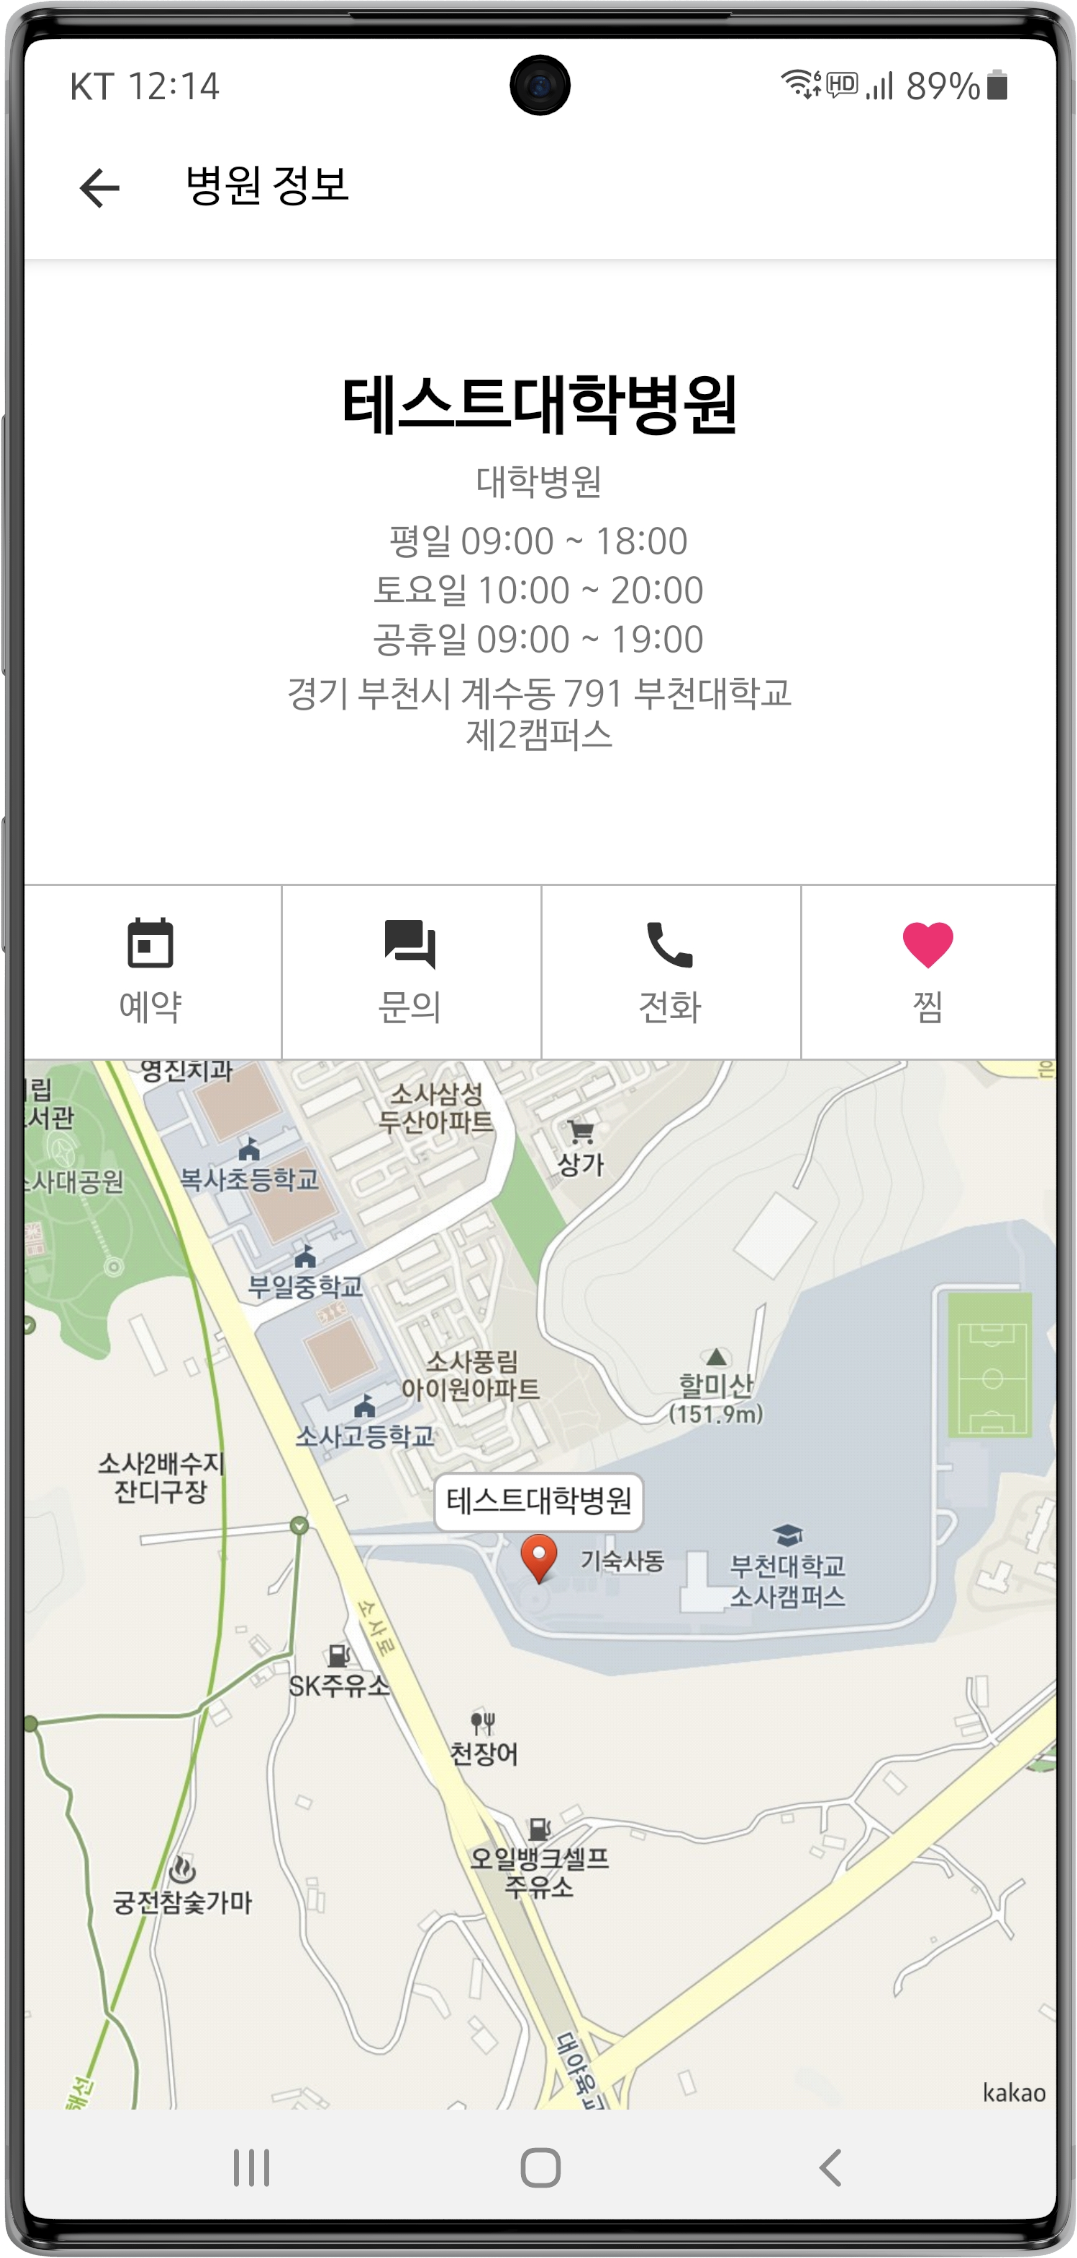 KT 12:14
HD 89%
병원 정보
테스트대학병원
대학병원
평일 09:00 ~ 18:00
토요일 10:00 ~ 20:00
공휴일 09:00 ~ 19:00
경기 부천시 계수동 791 부천대학교
제2캠퍼스
예약
문의
전화
찜
영진치과
립
서관
소사삼성
두산아파트
상가
복사초등학교
사대공원
부일중학교
소사풍림
아이원아파트
할미산
(151.9m)
소사고등학교
소사2배수지
잔디구장
테스트대학병원
기숙사동
부천대학교
소사캠퍼스
소사로
SK주유소
천장어
오일뱅크셀프
주유소
궁전참숯가마
대야육교
해선
kakao